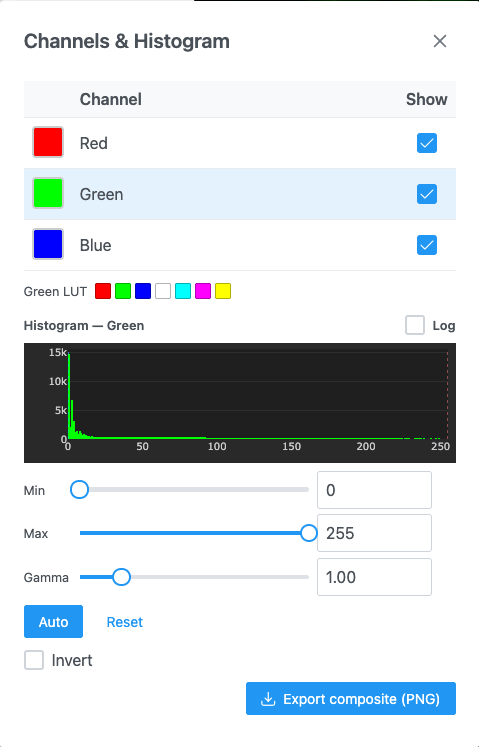 Channels & Histogram
Channel Show
Red
Green
Blue
Green LUT
Histogram — Green Log
15k
10k
5k
0
0 50 100 150 200 250
Min 0
Max 255
Gamma 1.00
Auto Reset
Invert
Export composite (PNG)